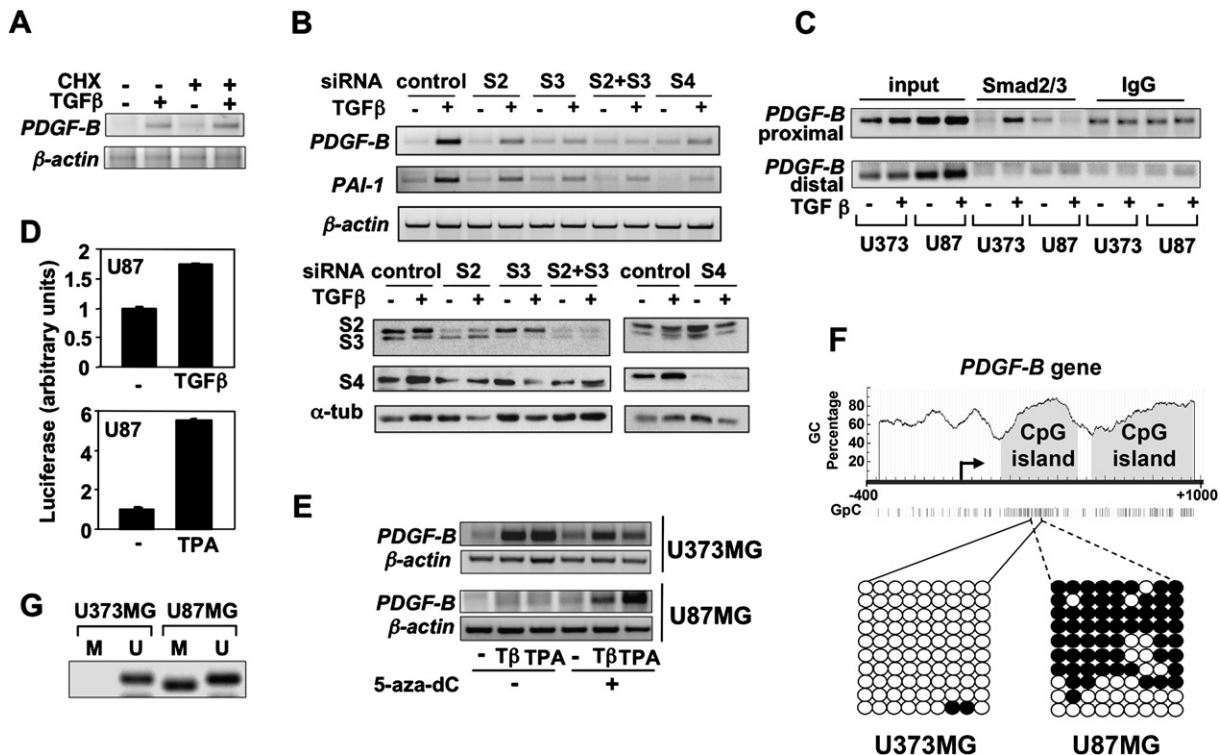 A
CHX - - + +
TGFβ - + - +
PDGF-B
β-actin
B
siRNA control S2 S3 S2+S3 S4
TGFβ - + - + - + - + - +
PDGF-B
PAI-1
β-actin
siRNA control S2 S3 S2+S3 control S4
TGFβ - + - + - + - + - + - +
S2
S3
S4
α-tub
C
input Smad2/3 IgG
PDGF-B
proximal
PDGF-B
distal
TGF β - + - + - + - + - + - +
U373 U87 U373 U87 U373 U87
D
Luciferase (arbitrary units)
2
1.5
1
0.5
0
U87
- TGFβ
6
4
2
0
U87
- TPA
E
PDGF-B
β-actin
U373MG
PDGF-B
β-actin
U87MG
- Tβ TPA - Tβ TPA
5-aza-dC - +
F
PDGF-B gene
GC
Percentage
80
60
40
20
CpG
island
CpG
island
-400 +1000
GpC
U373MG U87MG
G
U373MG U87MG
M U M U